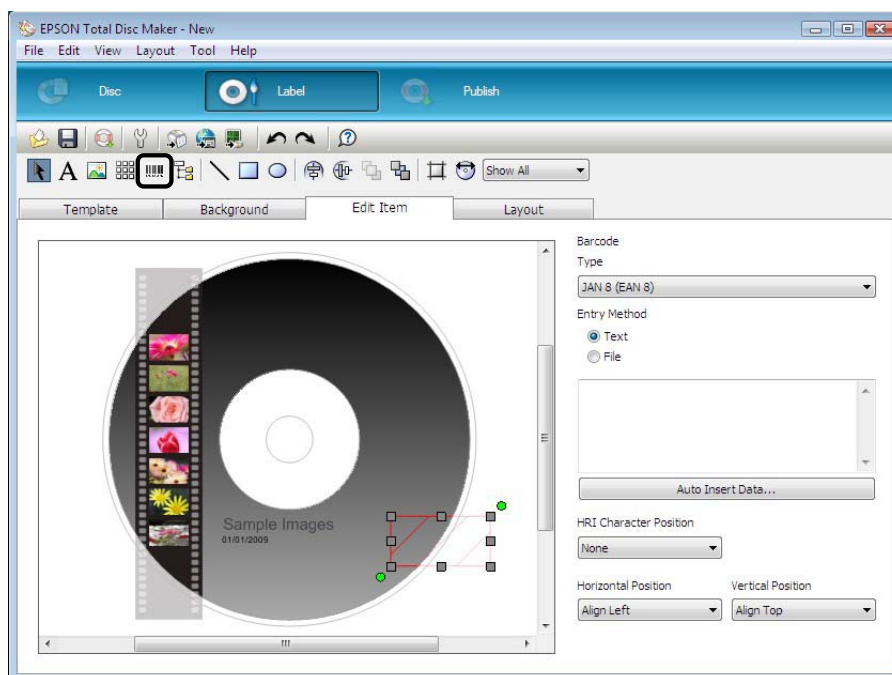 EPSON Total Disc Maker - New
File Edit View Layout Tool Help
Disc Label Publish
A Show All
Template Background Edit Item Layout
Barcode
Type
JAN 8 (EAN 8)
Entry Method
Text
File
Auto Insert Data...
Sample Images
01/01/2009
HRI Character Position
None
Horizontal Position Vertical Position
Align Left Align Top